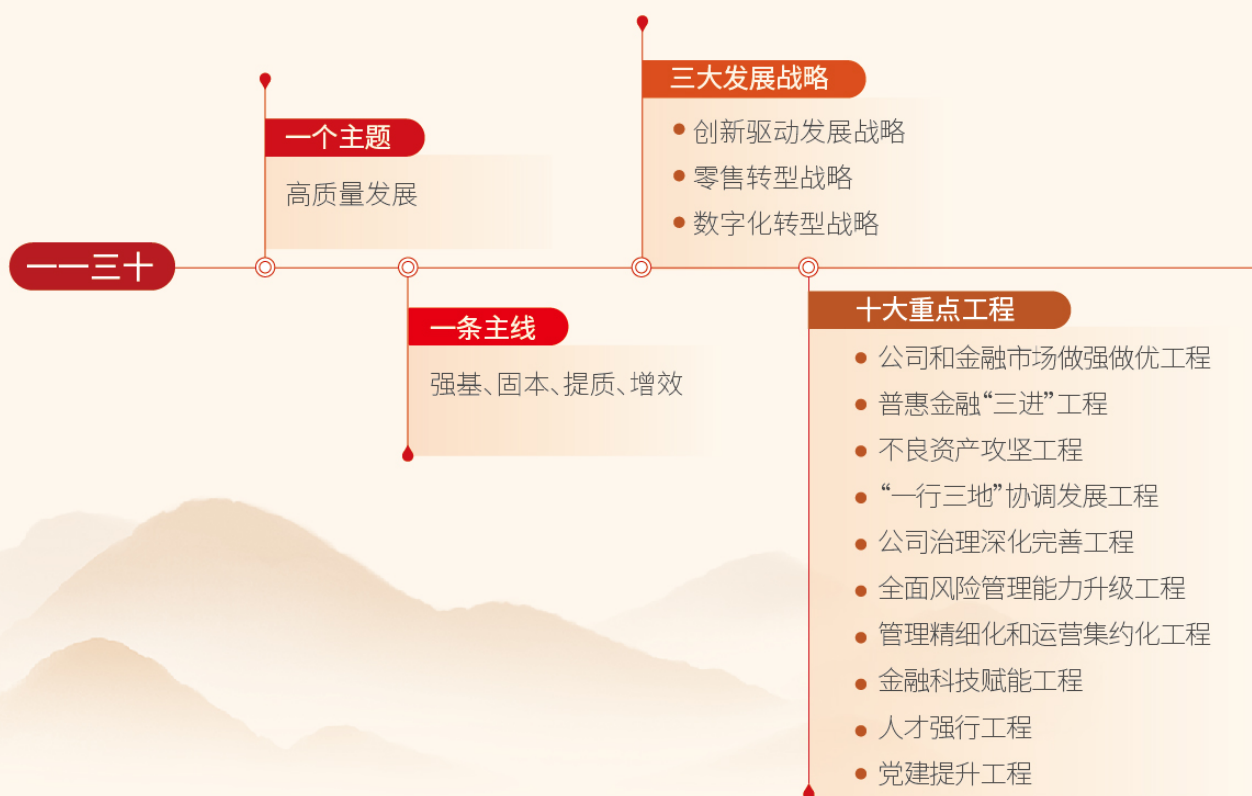 一一三十
一个主题
高质量发展
一条主线
强基、固本、提质、增效
三大发展战略
创新驱动发展战略
零售转型战略
数字化转型战略
十大重点工程
公司和金融市场做强做优工程
普惠金融“三进”工程
不良资产攻坚工程
“一行三地”协调发展工程
公司治理深化完善工程
全面风险管理能力升级工程
管理精细化和运营集约化工程
金融科技赋能工程
人才强行工程
党建提升工程